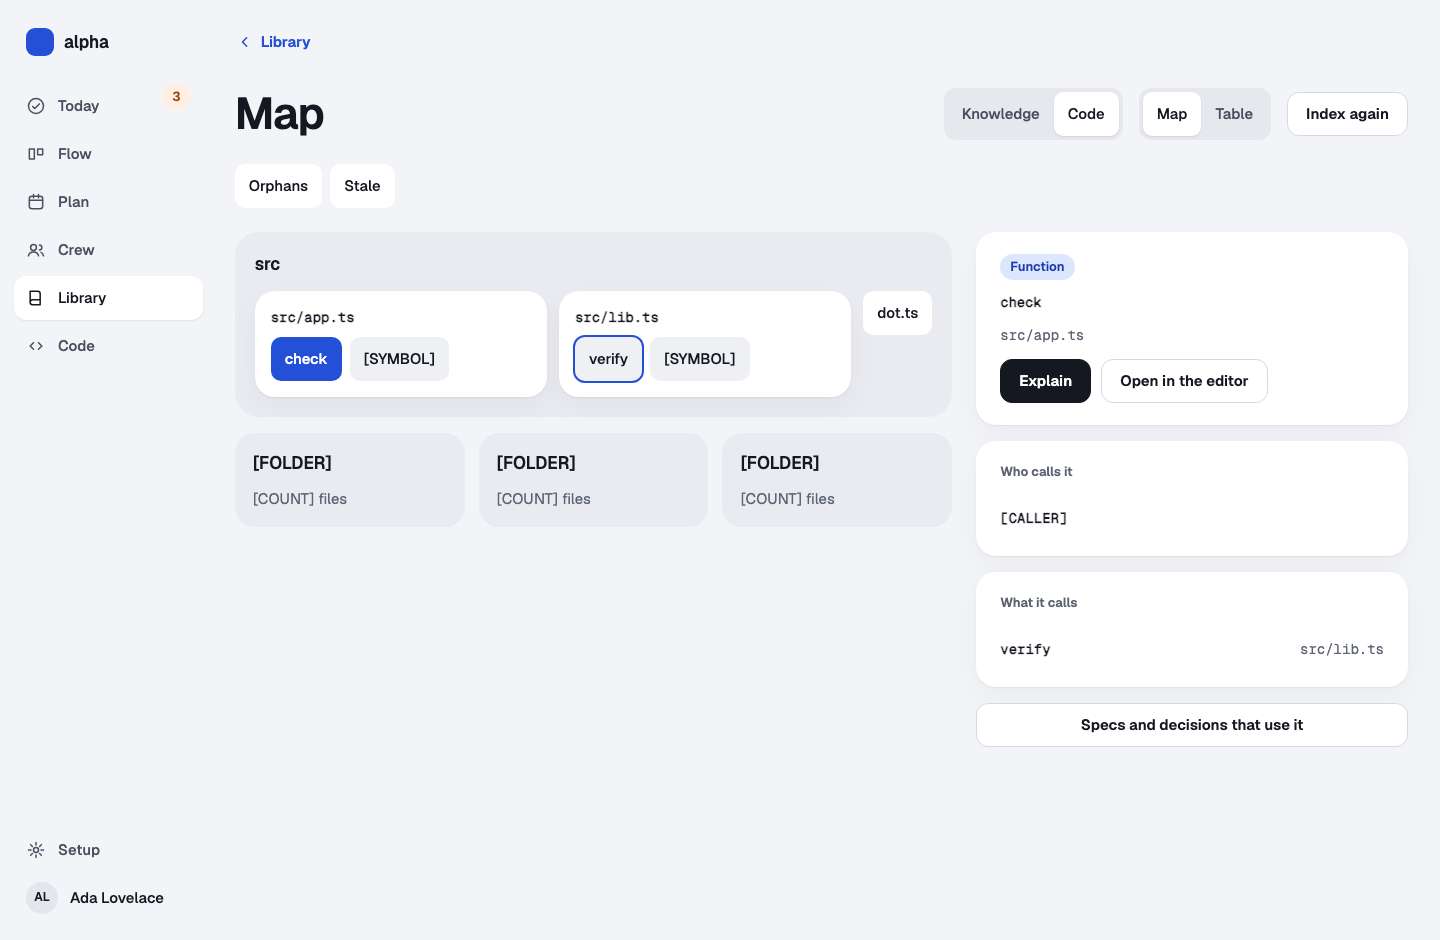 alpha
Today
3
Flow
Plan
Crew
Library
Code
Setup
AL
Ada Lovelace
Library
Map
Knowledge
Code
Map
Table
Index again
Orphans
Stale
src
src/app.ts
check
[SYMBOL]
src/lib.ts
verify
[SYMBOL]
dot.ts
[FOLDER]
[COUNT] files
[FOLDER]
[COUNT] files
[FOLDER]
[COUNT] files
Function
check
src/app.ts
Explain
Open in the editor
Who calls it
[CALLER]
What it calls
verify
src/lib.ts
Specs and decisions that use it